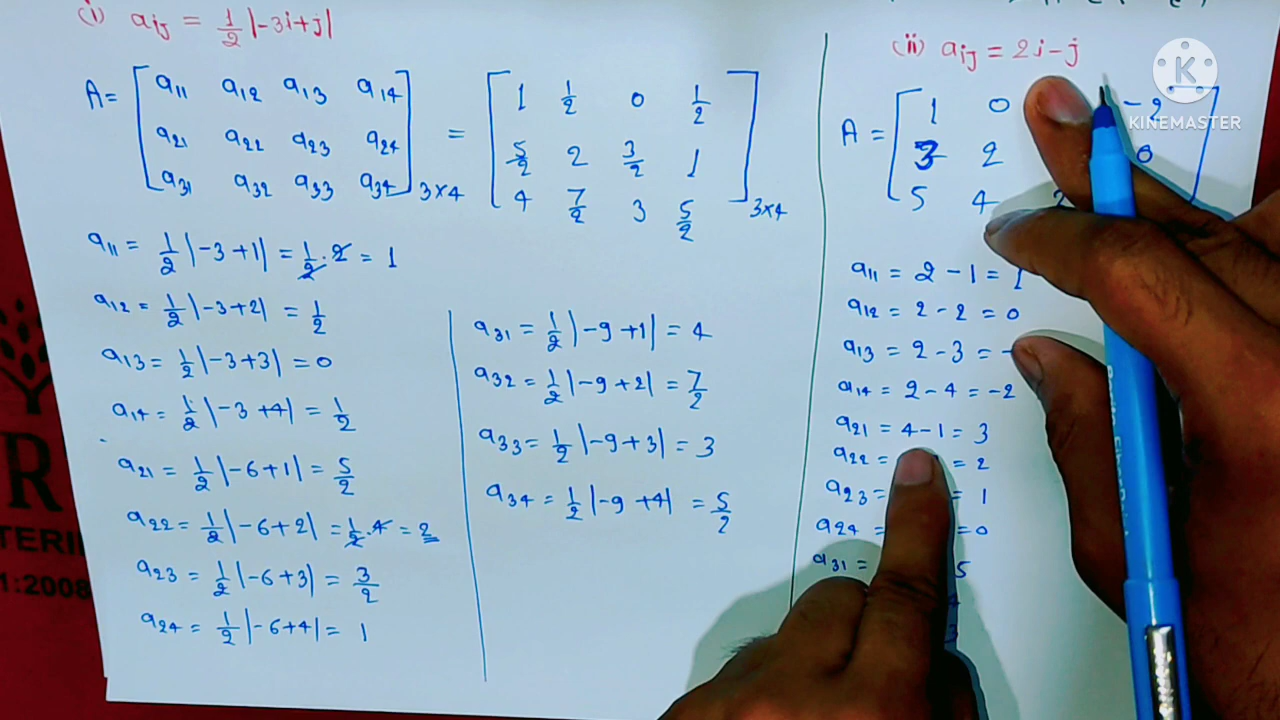 (i) aij = 1/2 |-3i+j|
A = [a11 a12 a13 a14
a21 a22 a23 a24
a31 a32 a33 a34]3×4 = [1 1/2 0 1/2
5/2 2 3/2 1
4 7/2 3 5/2]3×4
a11 = 1/2 |-3+1| = 1/2 . 2 = 1
a12 = 1/2 |-3+2| = 1/2
a13 = 1/2 |-3+3| = 0
a14 = 1/2 |-3+4| = 1/2
a21 = 1/2 |-6+1| = 5/2
a22 = 1/2 |-6+2| = 1/2 . 4 = 2
a23 = 1/2 |-6+3| = 3/2
a24 = 1/2 |-6+4| = 1
a31 = 1/2 |-9+1| = 4
a32 = 1/2 |-9+2| = 7/2
a33 = 1/2 |-9+3| = 3
a34 = 1/2 |-9+4| = 5/2
(ii) aij = 2i-j
A = [1 0 -2
3 2 0
5 4 2]
a11 = 2-1 = 1
a12 = 2-2 = 0
a13 = 2-3 = -
a14 = 2-4 = -2
a21 = 4-1 = 3
a22 = = 2
a23 = = 1
a24 = = 0
a31 = 5
K
KINEMASTER
R
TERI
1:2008